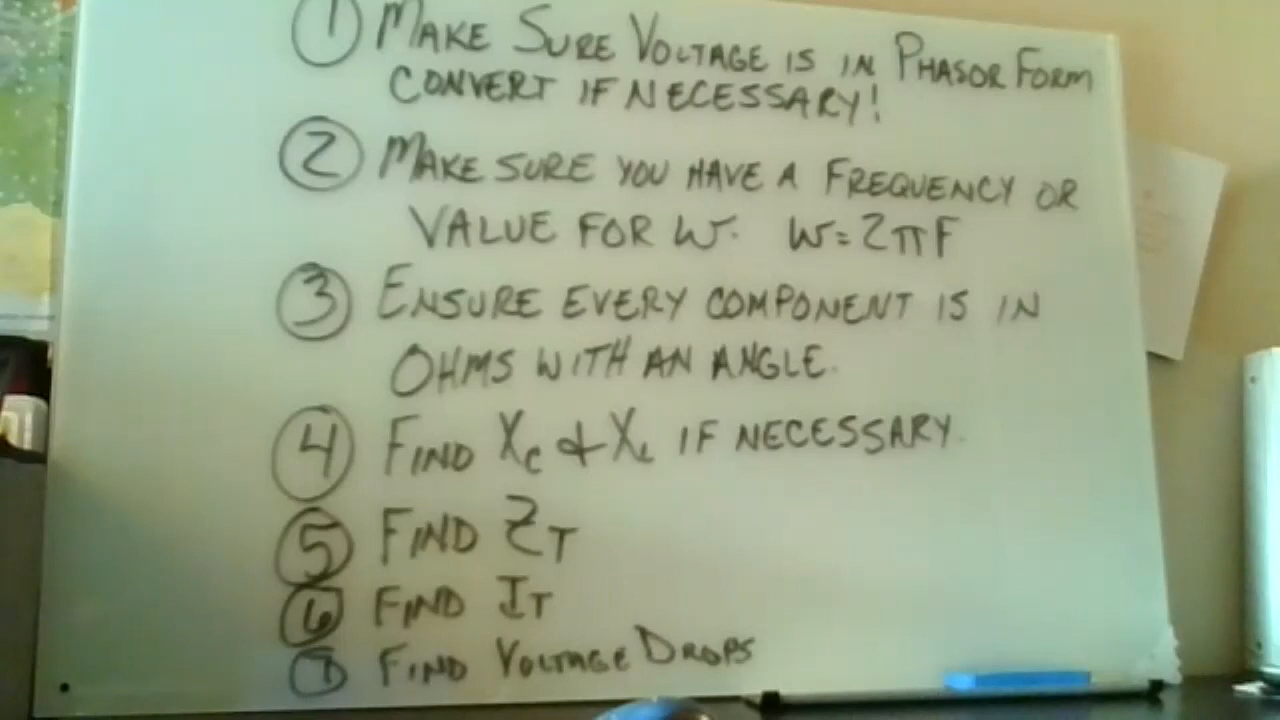 ① MAKE SURE VOLTAGE IS IN PHASOR FORM
CONVERT IF NECESSARY!
② MAKE SURE YOU HAVE A FREQUENCY OR
VALUE FOR W. W=2πF
③ ENSURE EVERY COMPONENT IS IN
OHMS WITH AN ANGLE.
④ FIND Xc & XL IF NECESSARY.
⑤ FIND ZT
⑥ FIND IT
⑦ FIND VOLTAGE DROPS